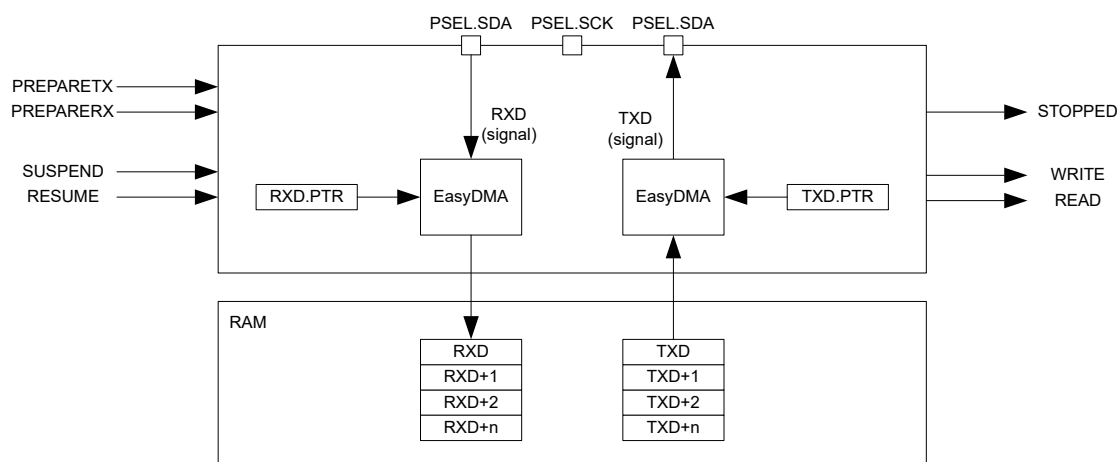 PSEL.SDA PSEL.SCK PSEL.SDA
PREPARETX
PREPARERX
STOPPED
RXD
(signal)
TXD
(signal)
SUSPEND
RESUME
WRITE
READ
RXD.PTR
EasyDMA
EasyDMA
TXD.PTR
RAM
RXD
RXD+1
RXD+2
RXD+n
TXD
TXD+1
TXD+2
TXD+n